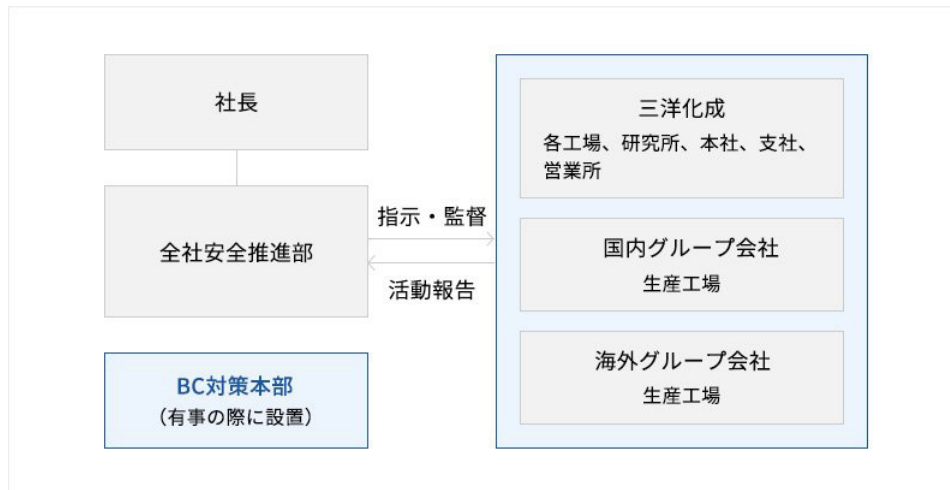 社長
全社安全推進部
指示・監督
活動報告
BC対策本部
（有事の際に設置）
三洋化成
各工場、研究所、本社、支社、
営業所
国内グループ会社
生産工場
海外グループ会社
生産工場